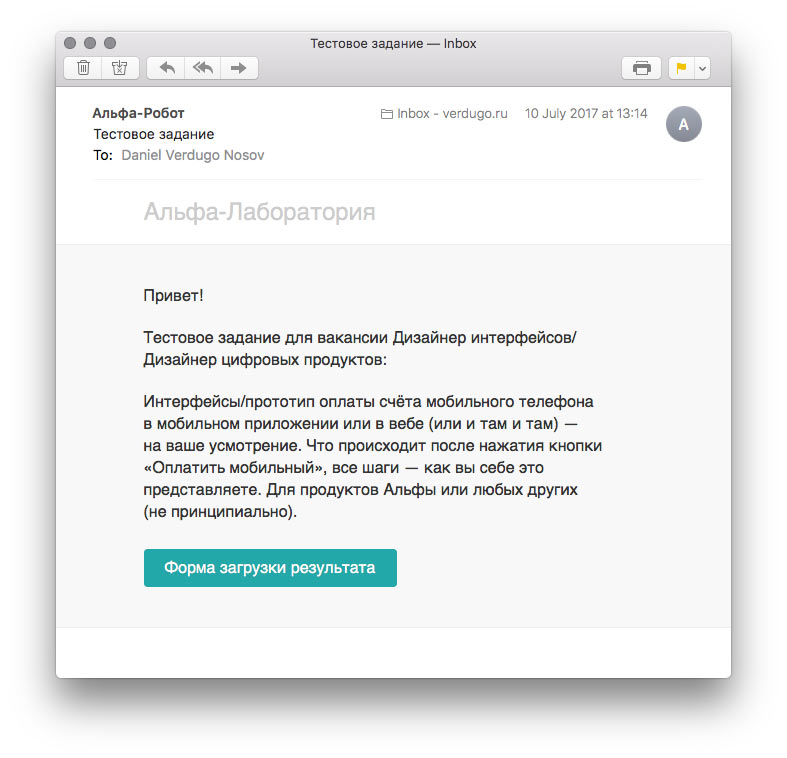 Тестовое задание — Inbox
Альфа-Робот
Inbox - verdugo.ru
10 July 2017 at 13:14
A
Тестовое задание
To: Daniel Verdugo Nosov
Альфа-Лаборатория
Привет!
Тестовое задание для вакансии Дизайнер интерфейсов/
Дизайнер цифровых продуктов:
Интерфейсы/прототип оплаты счёта мобильного телефона
в мобильном приложении или в вебе (или и там и там) —
на ваше усмотрение. Что происходит после нажатия кнопки
«Оплатить мобильный», все шаги — как вы себе это
представляете. Для продуктов Альфы или любых других
(не принципиально).
Форма загрузки результата